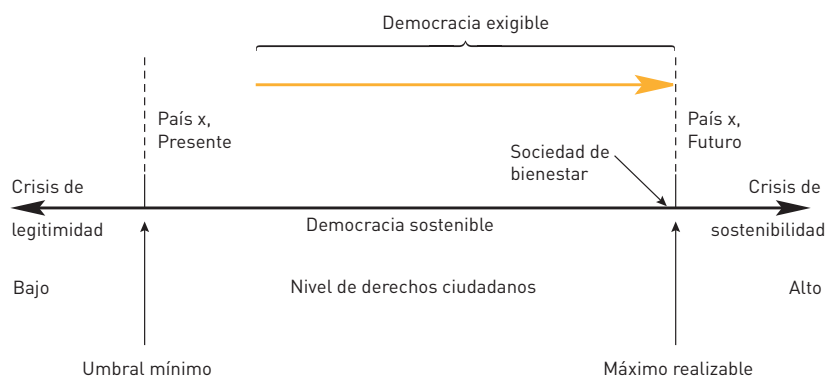 Democracia exigible
País x,
Presente
País x,
Futuro
Sociedad de
bienestar
Crisis de
legitimidad
Democracia sostenible
Crisis de
sostenibilidad
Bajo
Nivel de derechos ciudadanos
Alto
Umbral mínimo
Máximo realizable